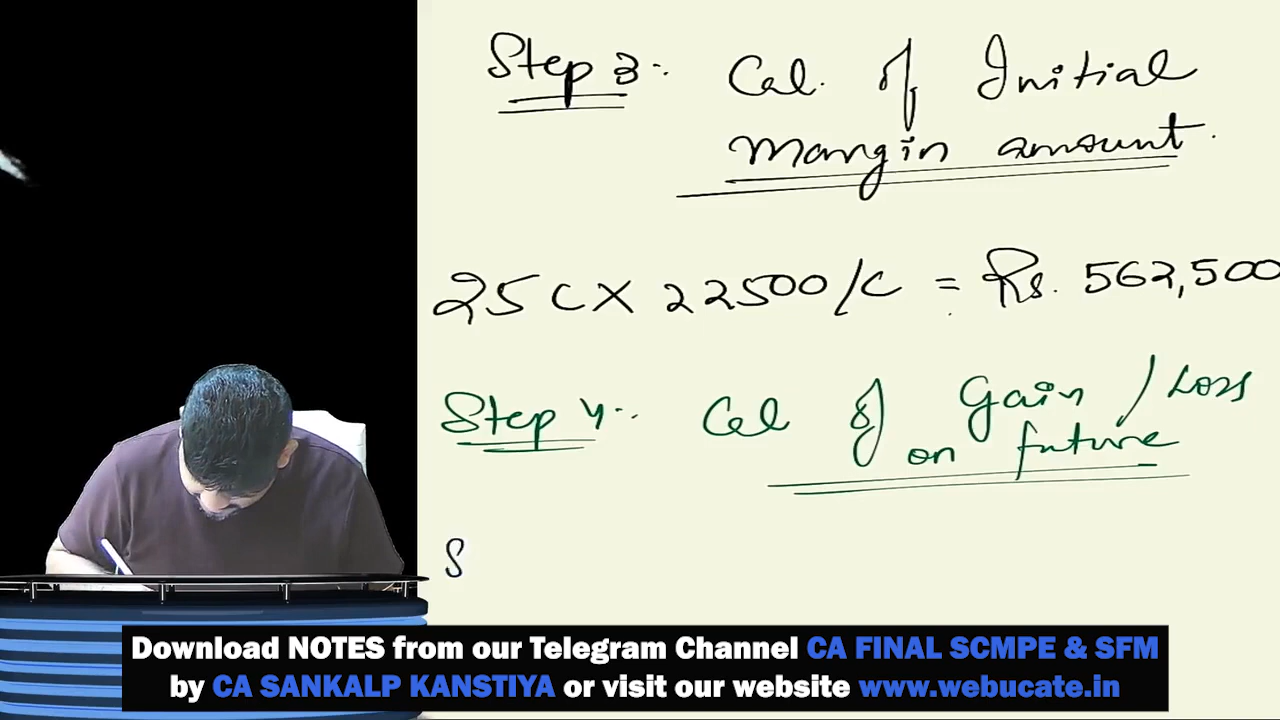 Step 3:- Cal. of Initial
margin amount.
25 C X 22500/C = Rs. 562,500
Step 4:- Cal of Gain / Loss
on future
S
Download NOTES from our Telegram Channel CA FINAL SCMPE & SFM
by CA SANKALP KANSTIYA or visit our website www.webucate.in